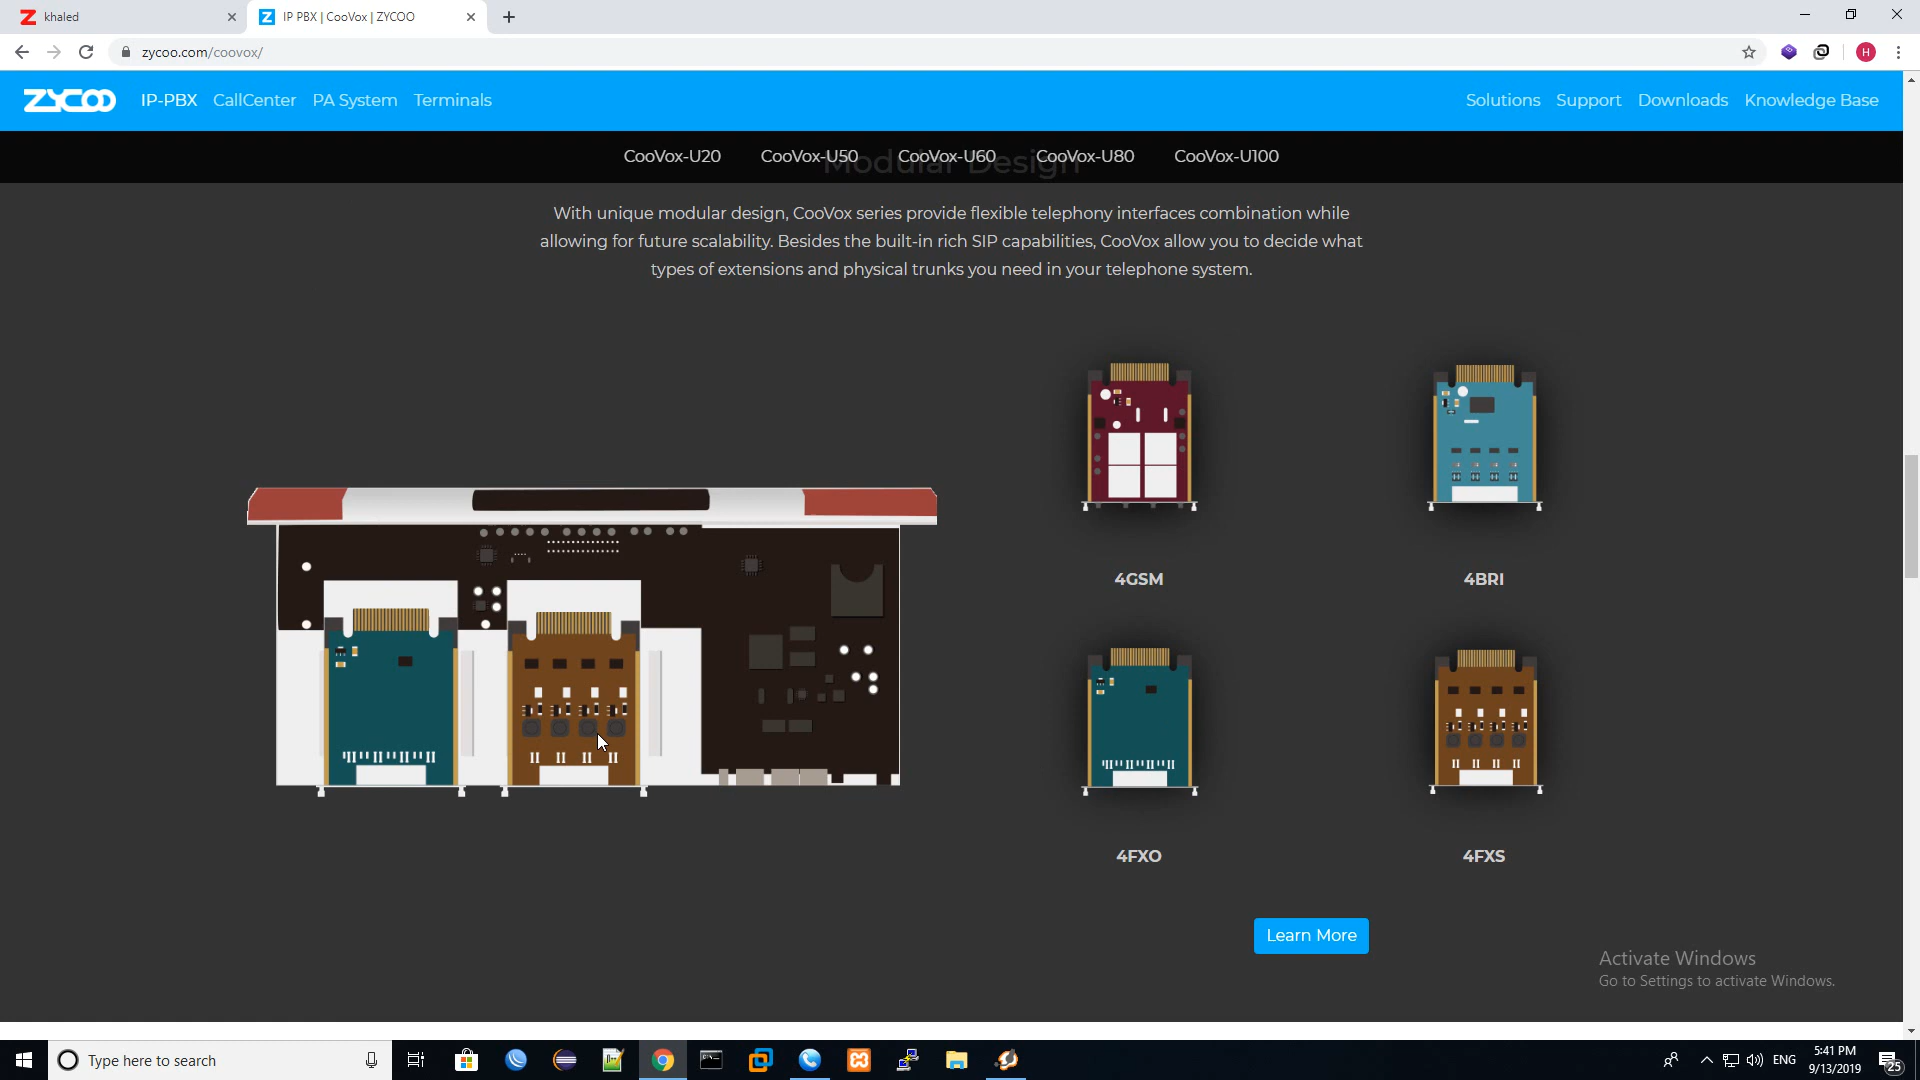 khaled
IP PBX | CooVox | ZYCOO
zycoo.com/coovox/
H
ZYCOO IP-PBX CallCenter PA System Terminals Solutions Support Downloads Knowledge Base
CooVox-U20 CooVox-U50 CooVox-U60 CooVox-U80 CooVox-U100
Modular Design
With unique modular design, CooVox series provide flexible telephony interfaces combination while
allowing for future scalability. Besides the built-in rich SIP capabilities, CooVox allow you to decide what
types of extensions and physical trunks you need in your telephone system.
4GSM 4BRI
4FXO 4FXS
Learn More
Activate Windows
Go to Settings to activate Windows.
Type here to search
ENG
5:41 PM
9/13/2019
25